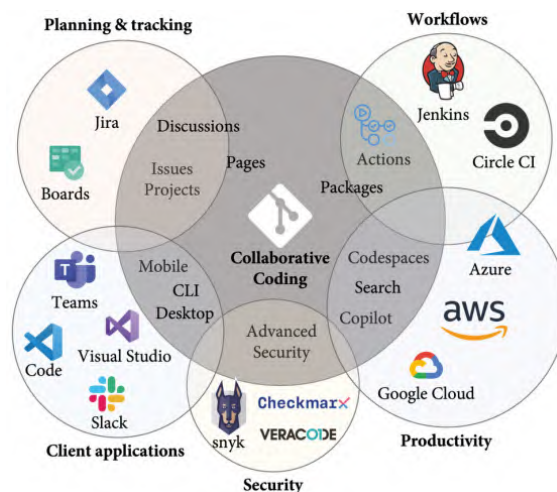 Planning & tracking
Workflows
Jira
Discussions
Jenkins
Boards
Issues
Projects
Pages
Actions
Circle CI
Packages
Collaborative
Coding
Mobile
CLI
Desktop
Codespaces
Search
Copilot
Azure
aws
Google Cloud
Teams
Code
Visual Studio
Slack
Advanced
Security
snyk
Checkmarx
VERACODE
Client applications
Security
Productivity